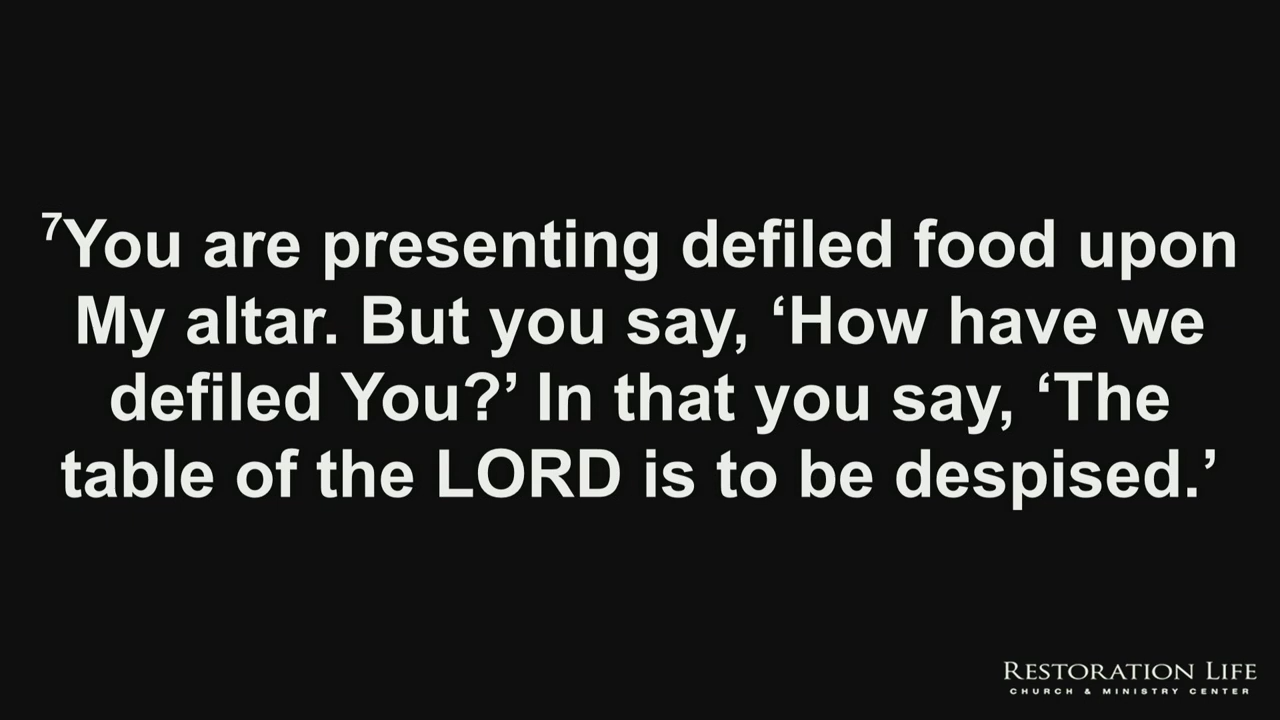 ⁷You are presenting defiled food upon
My altar. But you say, ‘How have we
defiled You?’ In that you say, ‘The
table of the LORD is to be despised.’
RESTORATION LIFE
CHURCH & MINISTRY CENTER